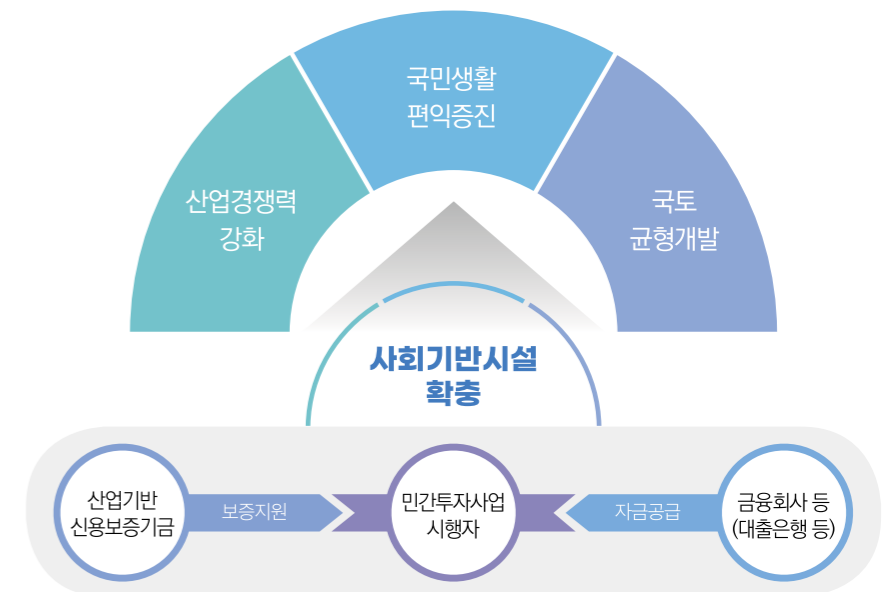 국민생활
편익증진
산업경쟁력
강화
국토
균형개발
사회기반시설
확충
산업기반
신용보증기금
보증지원
민간투자사업
시행자
자금공급
금융회사 등
(대출은행 등)